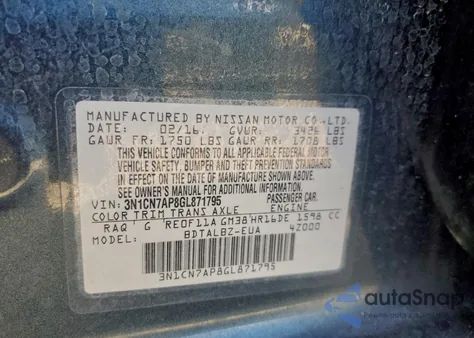 MANUFACTURED BY NISSAN MOTOR CO.,LTD.
DATE: 02/16. GVWR: 3426 LBS
GAWR FR: 1750 LBS GAWR RR: 1708 LBS
THIS VEHICLE CONFORMS TO ALL APPLICABLE FEDERAL MOTOR
VEHICLE SAFETY, BUMPER AND THEFT PREVENTION STANDARDS
IN EFFECT ON THE DATE OF MANUFACTURE SHOWN ABOVE.
SEE OWNER'S MANUAL FOR ADDITIONAL INFORMATION.
VIN: 3N1CN7AP8GL871795 PASSENGER CAR.
COLOR TRIM TRANS AXLE ENGINE
RAQ G RE0F11A GM38 HR16DE 1598 CC
MODEL: BDTALBZ-EUA 4Z000
3N1CN7AP8GL871795
autoSnap